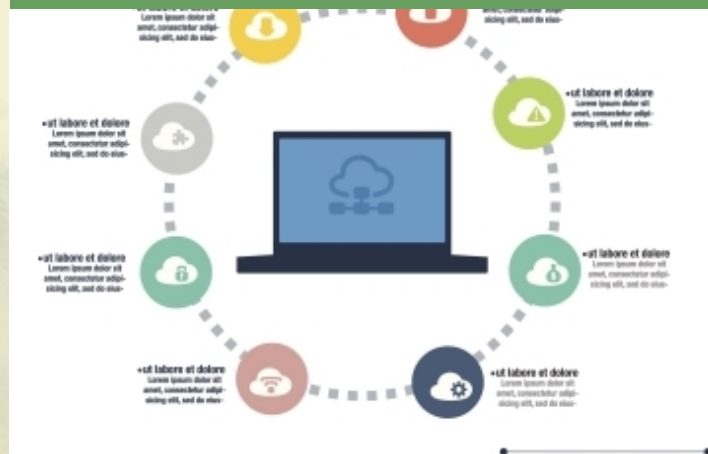 Lorem ipsum dolor sit
amet, consectetur adipi-
sicing elit, sed do eius-
sicing elit, sed do eius-
•ut labore et dolore
Lorem ipsum dolor sit
amet, consectetur adipi-
sicing elit, sed do eius-
•ut labore et dolore
Lorem ipsum dolor sit
amet, consectetur adipi-
sicing elit, sed do eius-
•ut labore et dolore
Lorem ipsum dolor sit
amet, consectetur adipi-
sicing elit, sed do eius-
•ut labore et dolore
Lorem ipsum dolor sit
amet, consectetur adipi-
sicing elit, sed do eius-
•ut labore et dolore
Lorem ipsum dolor sit
amet, consectetur adipi-
sicing elit, sed do eius-
•ut labore et dolore
Lorem ipsum dolor sit
amet, consectetur adipi-
sicing elit, sed do eius-